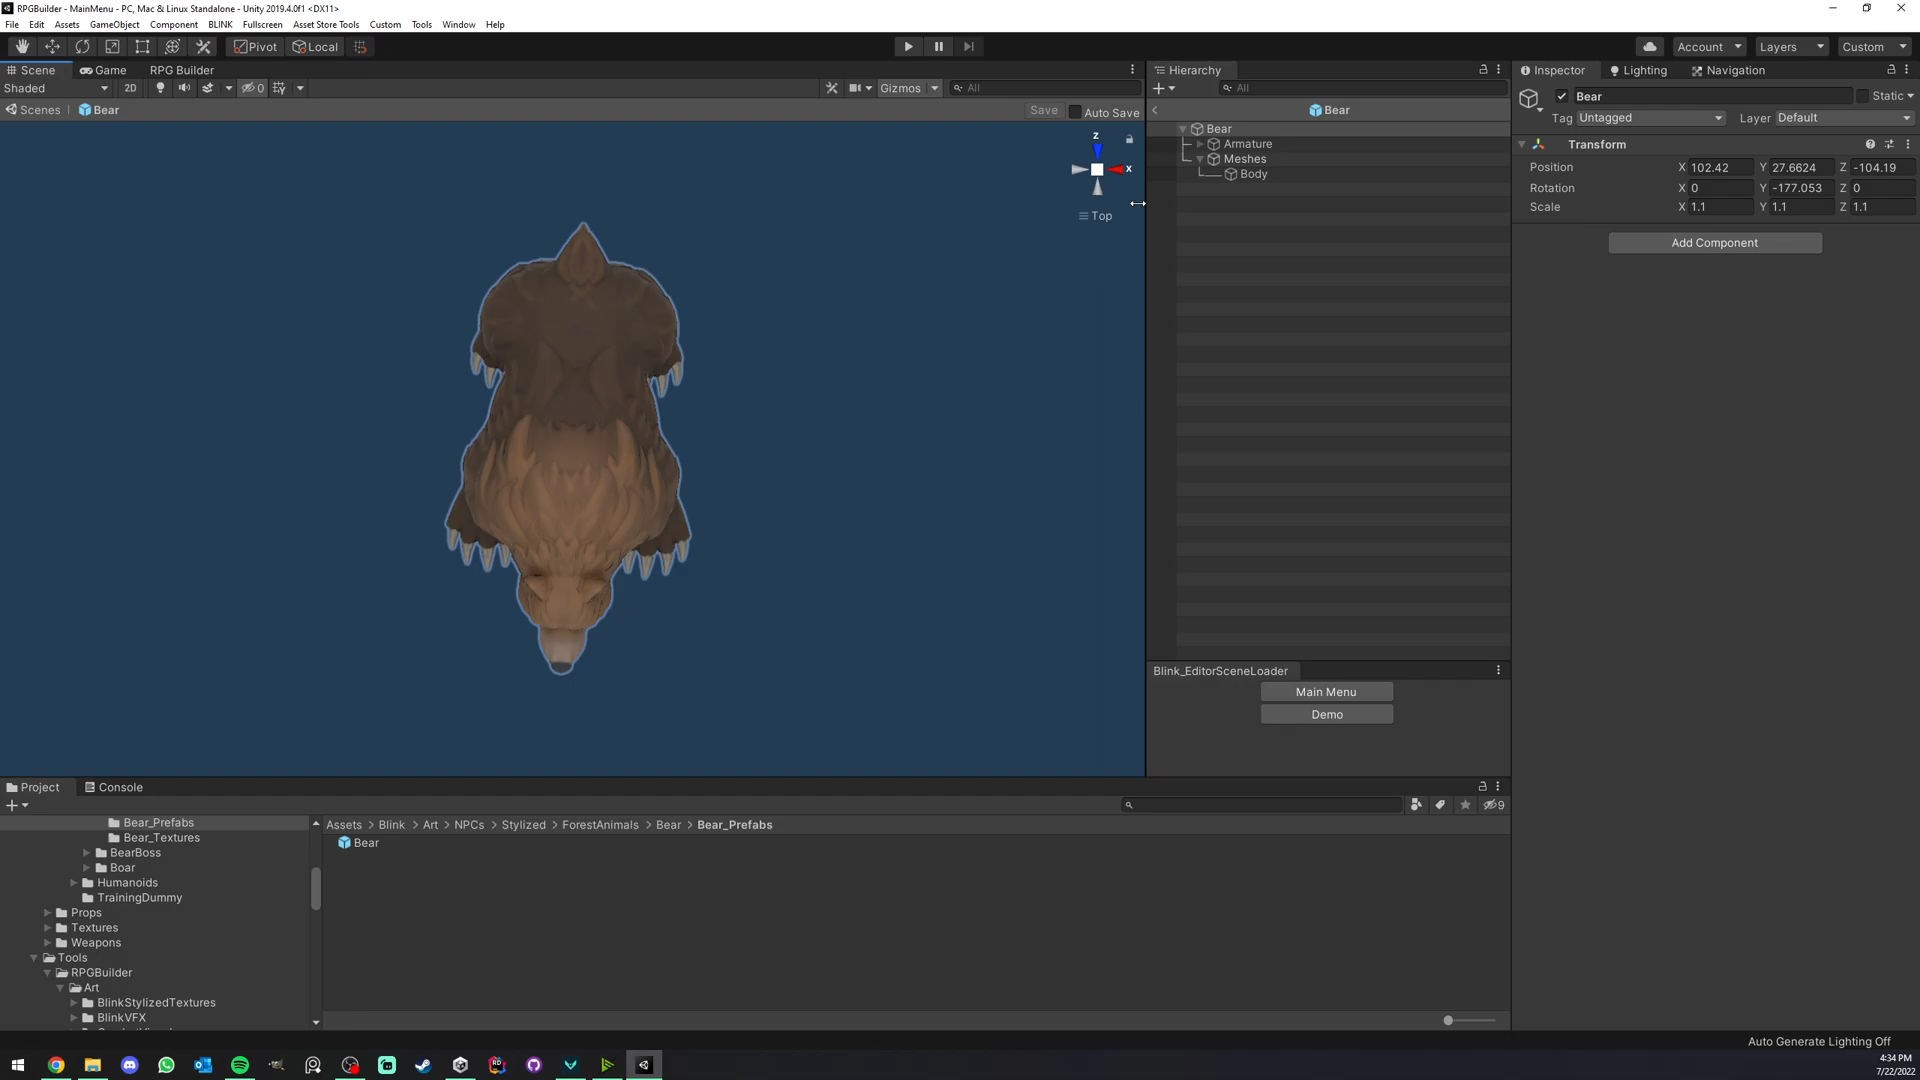 RPGBuilder - MainMenu - PC, Mac & Linux Standalone - Unity 2019.4.0f1 <DX11>
File Edit Assets GameObject Component BLINK Fullscreen Asset Store Tools Custom Tools Window Help
Pivot Local Account Layers Custom
Scene Game RPG Builder
Shaded 2D 0 Gizmos All
Scenes Bear Save Auto Save
z
x
Top
Hierarchy
All
Bear
Bear
Armature
Meshes
Body
Blink_EditorSceneLoader
Main Menu
Demo
Inspector Lighting Navigation
Bear Static
Tag Untagged Layer Default
Transform
Position X 102.42 Y 27.6624 Z -104.19
Rotation X 0 Y -177.053 Z 0
Scale X 1.1 Y 1.1 Z 1.1
Add Component
Project Console
9
Bear_Prefabs
Bear_Textures
BearBoss
Boar
Humanoids
TrainingDummy
Props
Textures
Weapons
Tools
RPGBuilder
Art
BlinkStylizedTextures
BlinkVFX
Assets > Blink > Art > NPCs > Stylized > ForestAnimals > Bear > Bear_Prefabs
Bear
Auto Generate Lighting Off
4:34 PM
7/22/2022